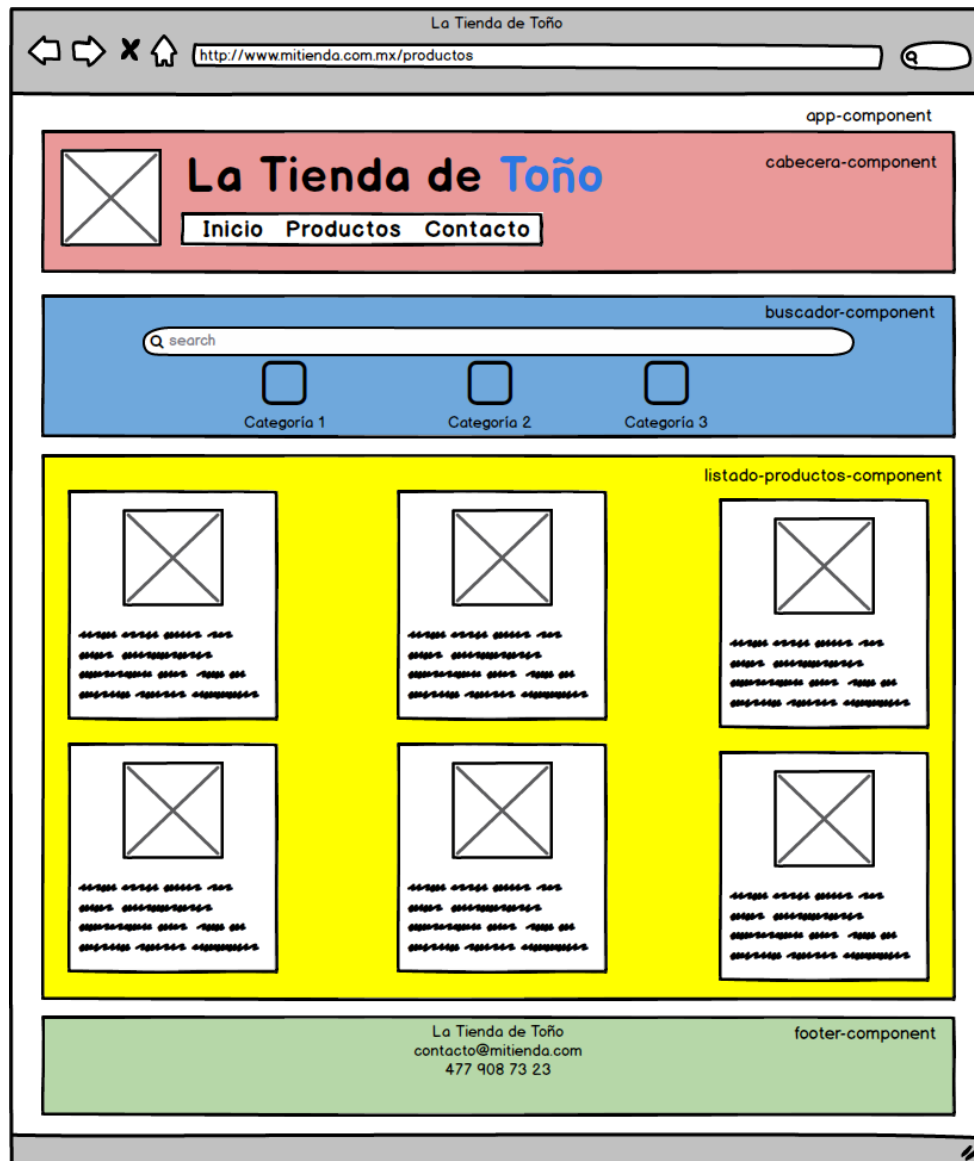 La Tienda de Toño
http://www.mitienda.com.mx/productos
app-component
cabecera-component
La Tienda de Toño
Inicio Productos Contacto
buscador-component
search
Categoría 1 Categoría 2 Categoría 3
listado-productos-component
La Tienda de Toño
footer-component
contacto@mitienda.com
477 908 73 23